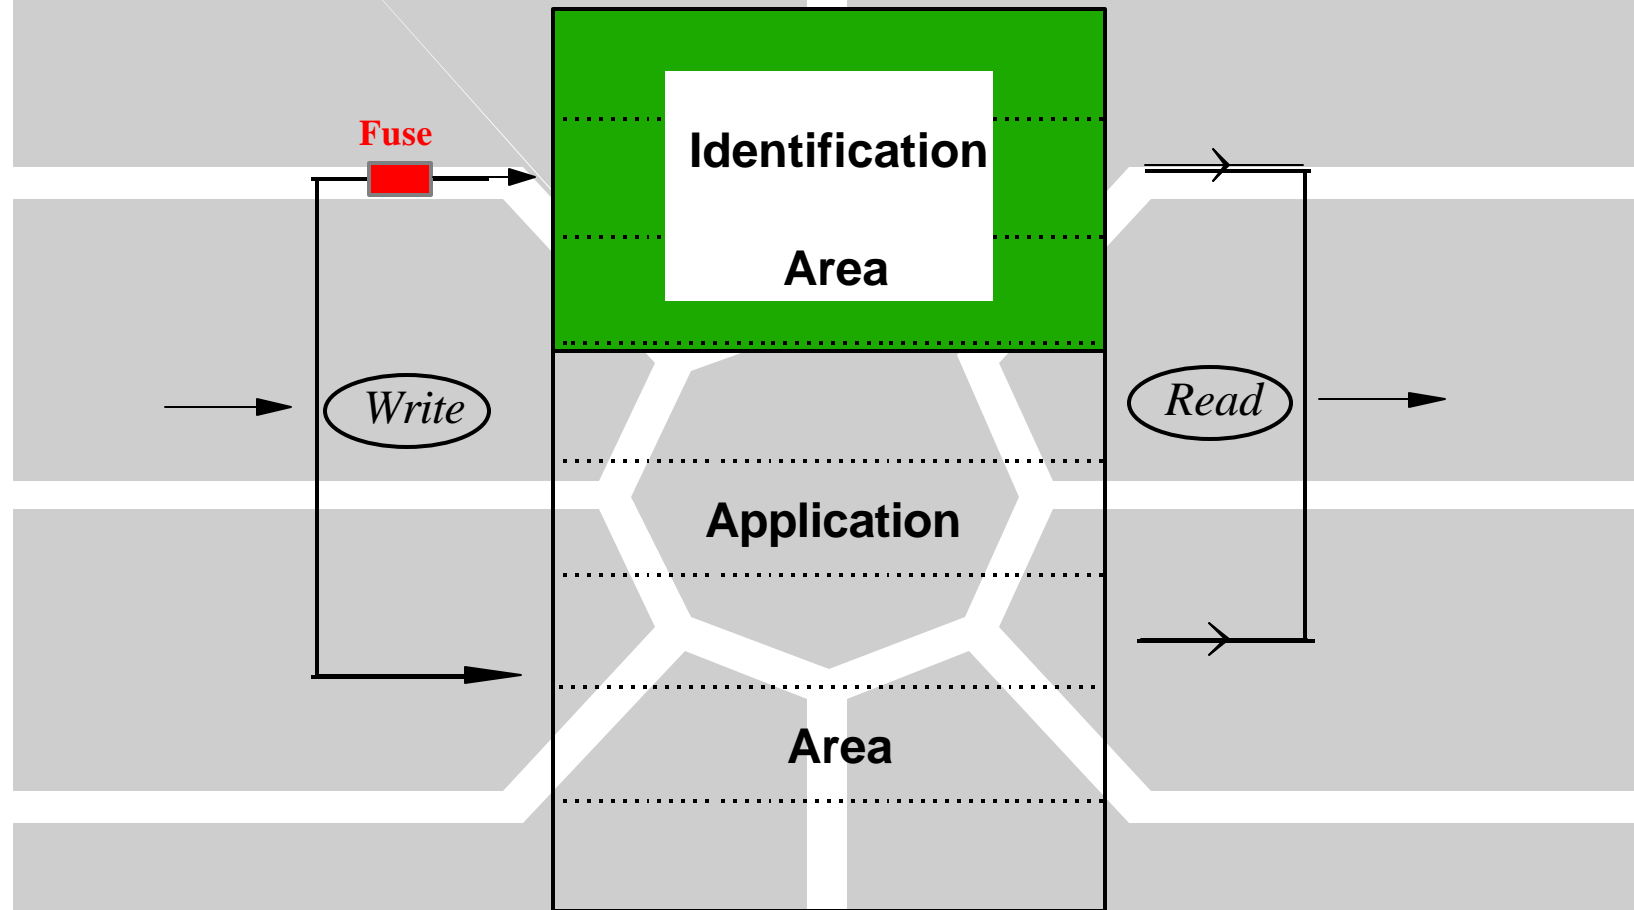 Fuse
Identification
Area
Write
Read
Application
Area